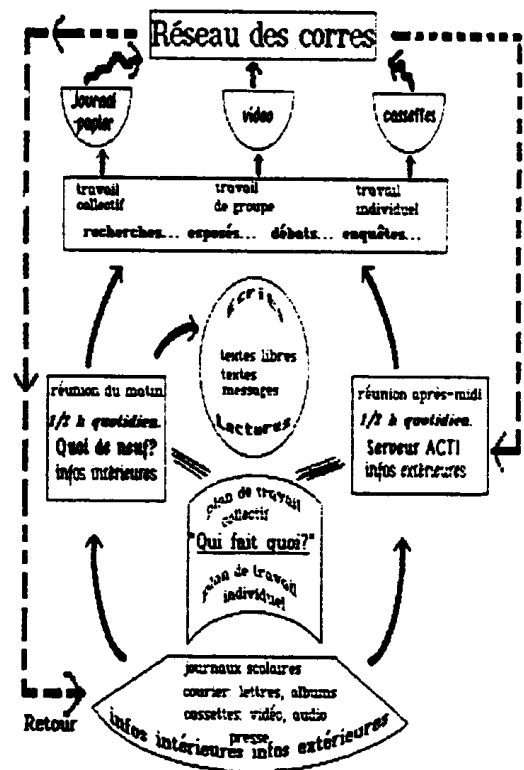 Réseau des corres
journal
-papier
vidéo
cassettes
travail
collectif
travail
de groupe
travail
individuel
recherches... exposés... débats... enquêtes...
écrits
textes libres
textes
messages
Lectures
réunion du matin
1/2 h quotidien.
Quoi de neuf?
infos intérieures
réunion après-midi
1/2 h quotidien.
Serveur ACTI
infos extérieures
plan de travail
collectif
"Qui fait quoi?"
plan de travail
individuel
journaux scolaires
courier: lettres, albums
cassettes: vidéo, audio
presse
infos intérieures infos extérieures
Retour